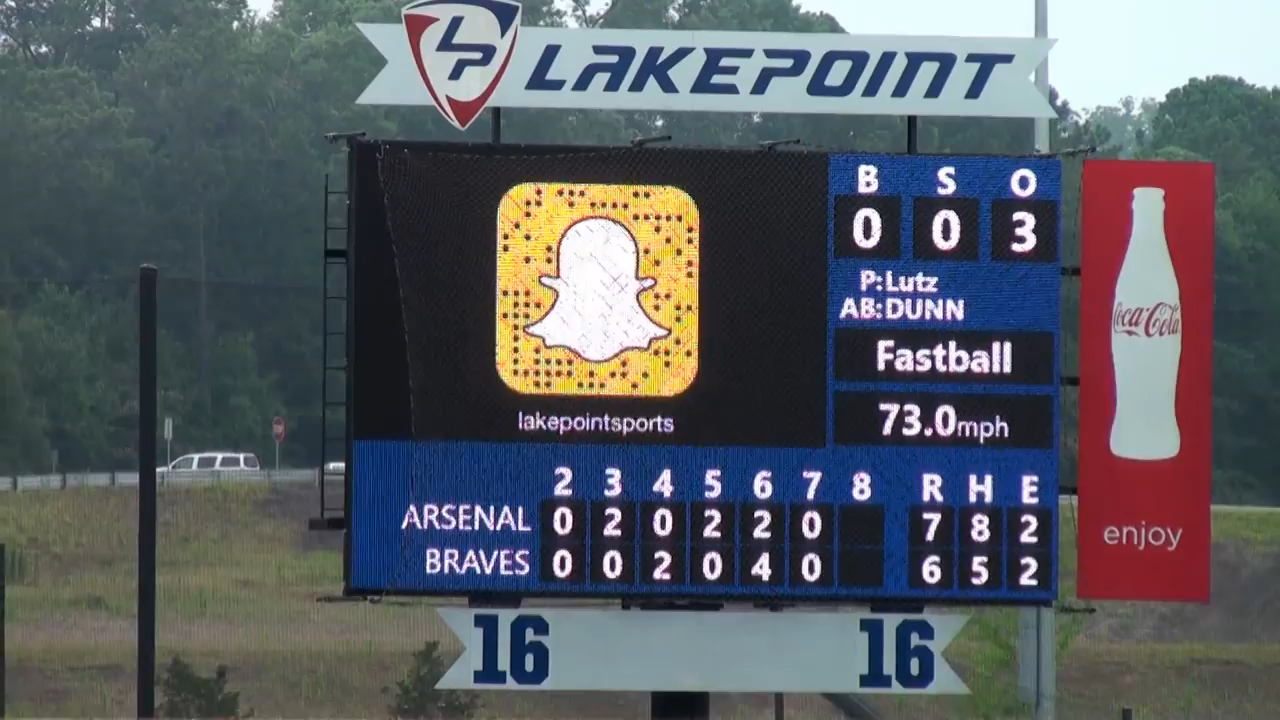 LP LAKEPOINT
B S O
0 0 3
P:Lutz
AB:DUNN
Fastball
73.0mph
lakepointsports
2 3 4 5 6 7 8 R H E
ARSENAL 0 2 0 2 2 0 7 8 2
BRAVES 0 0 2 0 4 0 6 5 2
Coca-Cola
enjoy
16 16